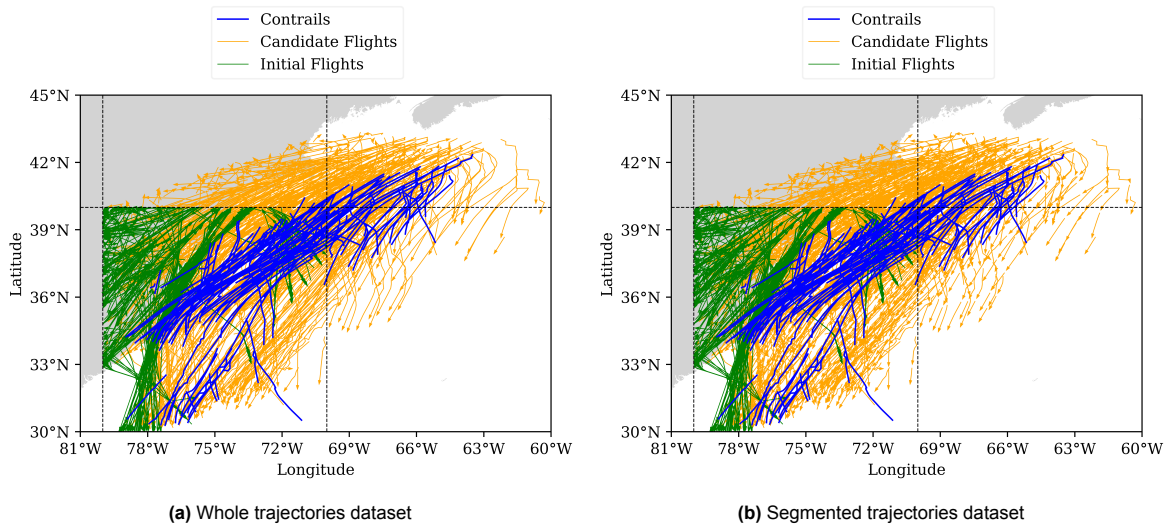 Contrails
Candidate Flights
Initial Flights
45°N
42°N
39°N
36°N
33°N
30°N
Latitude
81°W 78°W 75°W 72°W 69°W 66°W 63°W 60°W
Longitude
(a) Whole trajectories dataset
Contrails
Candidate Flights
Initial Flights
45°N
42°N
39°N
36°N
33°N
30°N
Latitude
81°W 78°W 75°W 72°W 69°W 66°W 63°W 60°W
Longitude
(b) Segmented trajectories dataset